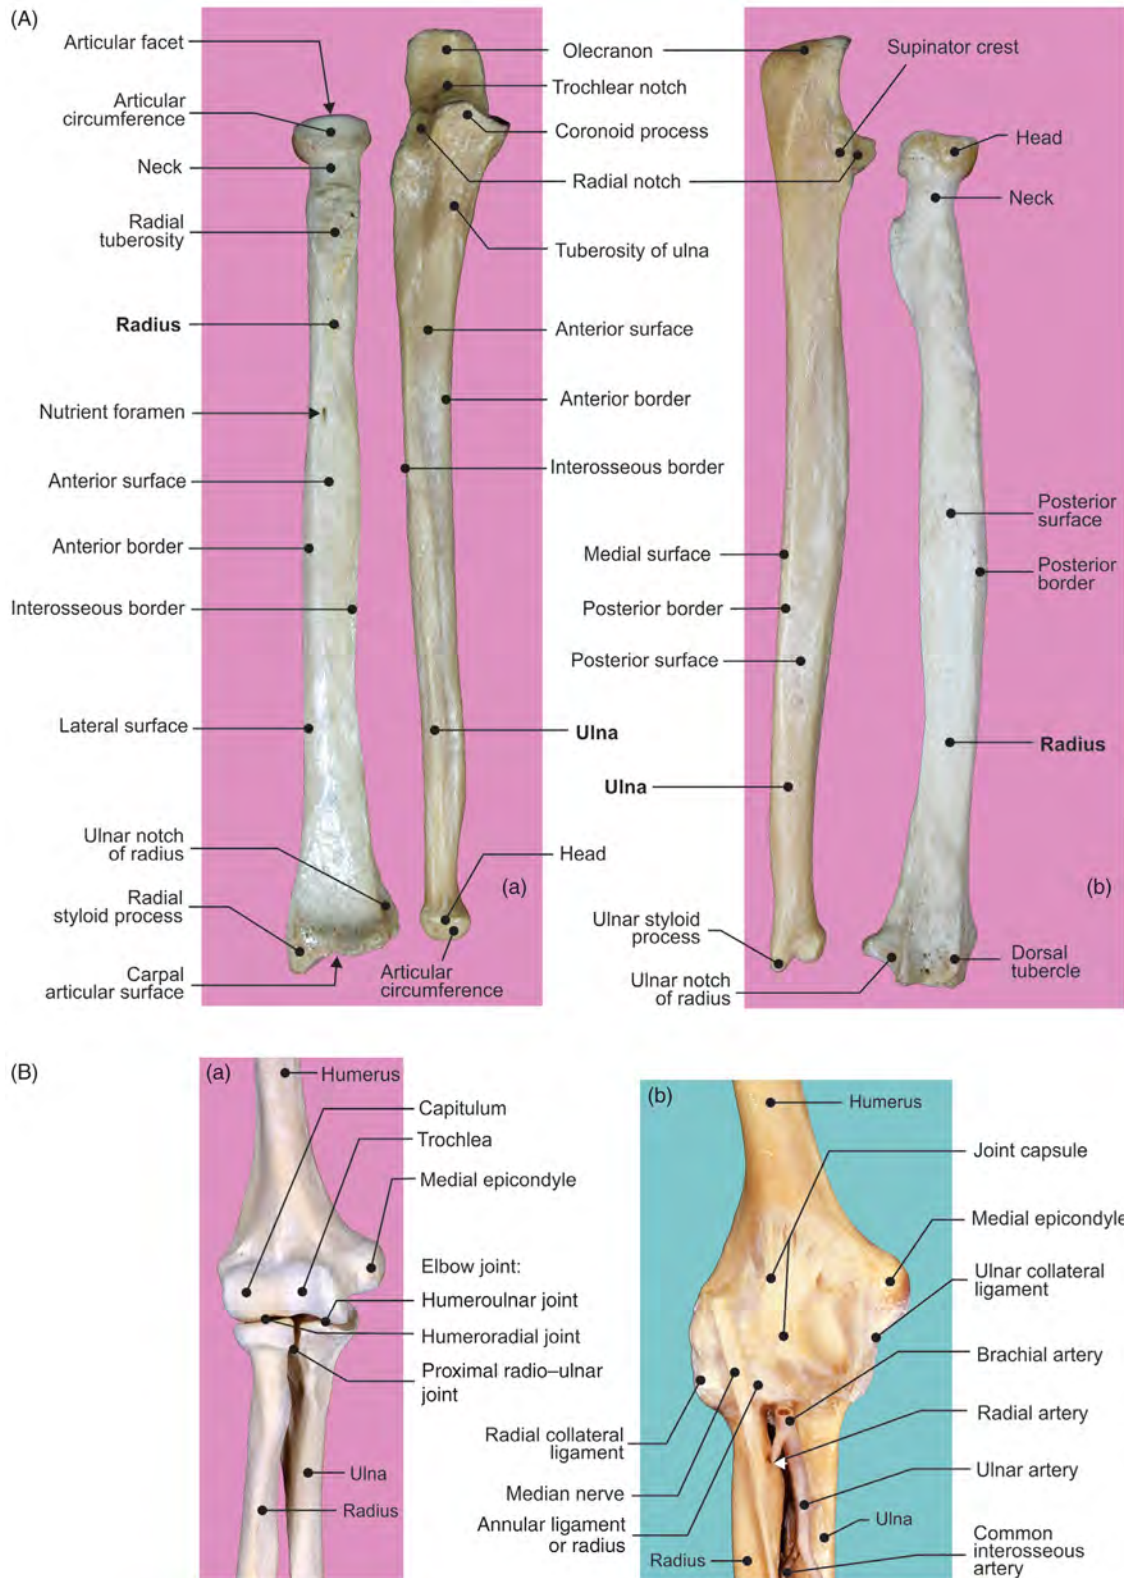 (A)
Articular facet
Articular
circumference
Neck
Radial
tuberosity
Radius
Nutrient foramen
Anterior surface
Anterior border
Interosseous border
Lateral surface
Ulnar notch
of radius
Radial
styloid process
Carpal
articular surface
Olecranon
Trochlear notch
Coronoid process
Radial notch
Tuberosity of ulna
Anterior surface
Anterior border
Interosseous border
Ulna
Head
(a)
Articular
circumference
Supinator crest
Head
Neck
Medial surface
Posterior border
Posterior surface
Ulna
Posterior
surface
Posterior
border
Radius
(b)
Ulnar styloid
process
Ulnar notch
of radius
Dorsal
tubercle
(B)
(a)
Humerus
Capitulum
Trochlea
Medial epicondyle
Elbow joint:
Humeroulnar joint
Humeroradial joint
Proximal radio–ulnar
joint
Ulna
Radius
(b)
Humerus
Joint capsule
Medial epicondyle
Ulnar collateral
ligament
Brachial artery
Radial artery
Ulnar artery
Ulna
Common
interosseous
artery
Radial collateral
ligament
Median nerve
Annular ligament
or radius
Radius